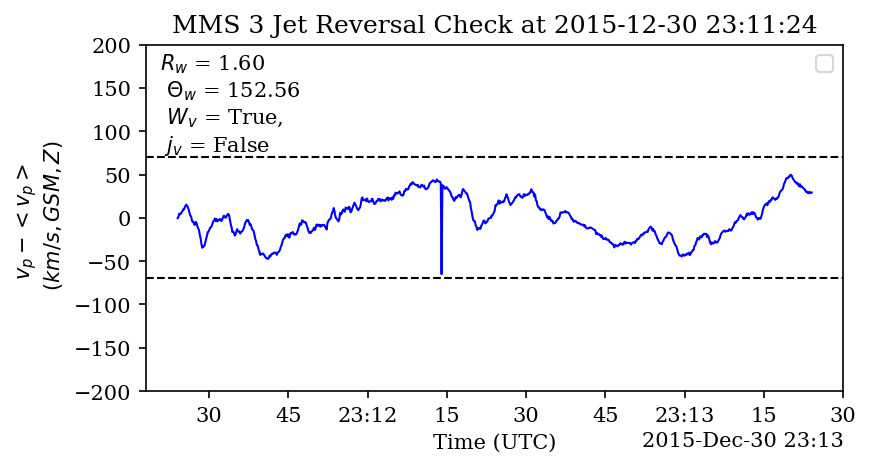 MMS 3 Jet Reversal Check at 2015-12-30 23:11:24
R_w = 1.60
Θ_w = 152.56
W_v = True,
j_v = False
v_p − <v_p>
(km/s, GSM, Z)
200
150
100
50
0
−50
−100
−150
−200
30 45 23:12 15 30 45 23:13 15 30
Time (UTC)
2015-Dec-30 23:13